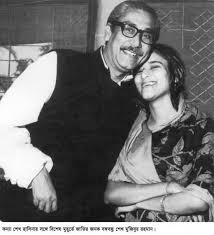 কন্যা শেখ হাসিনার সঙ্গে বিশেষ মুহূর্তে জাতির জনক বঙ্গবন্ধু শেখ মুজিবুর রহমান।